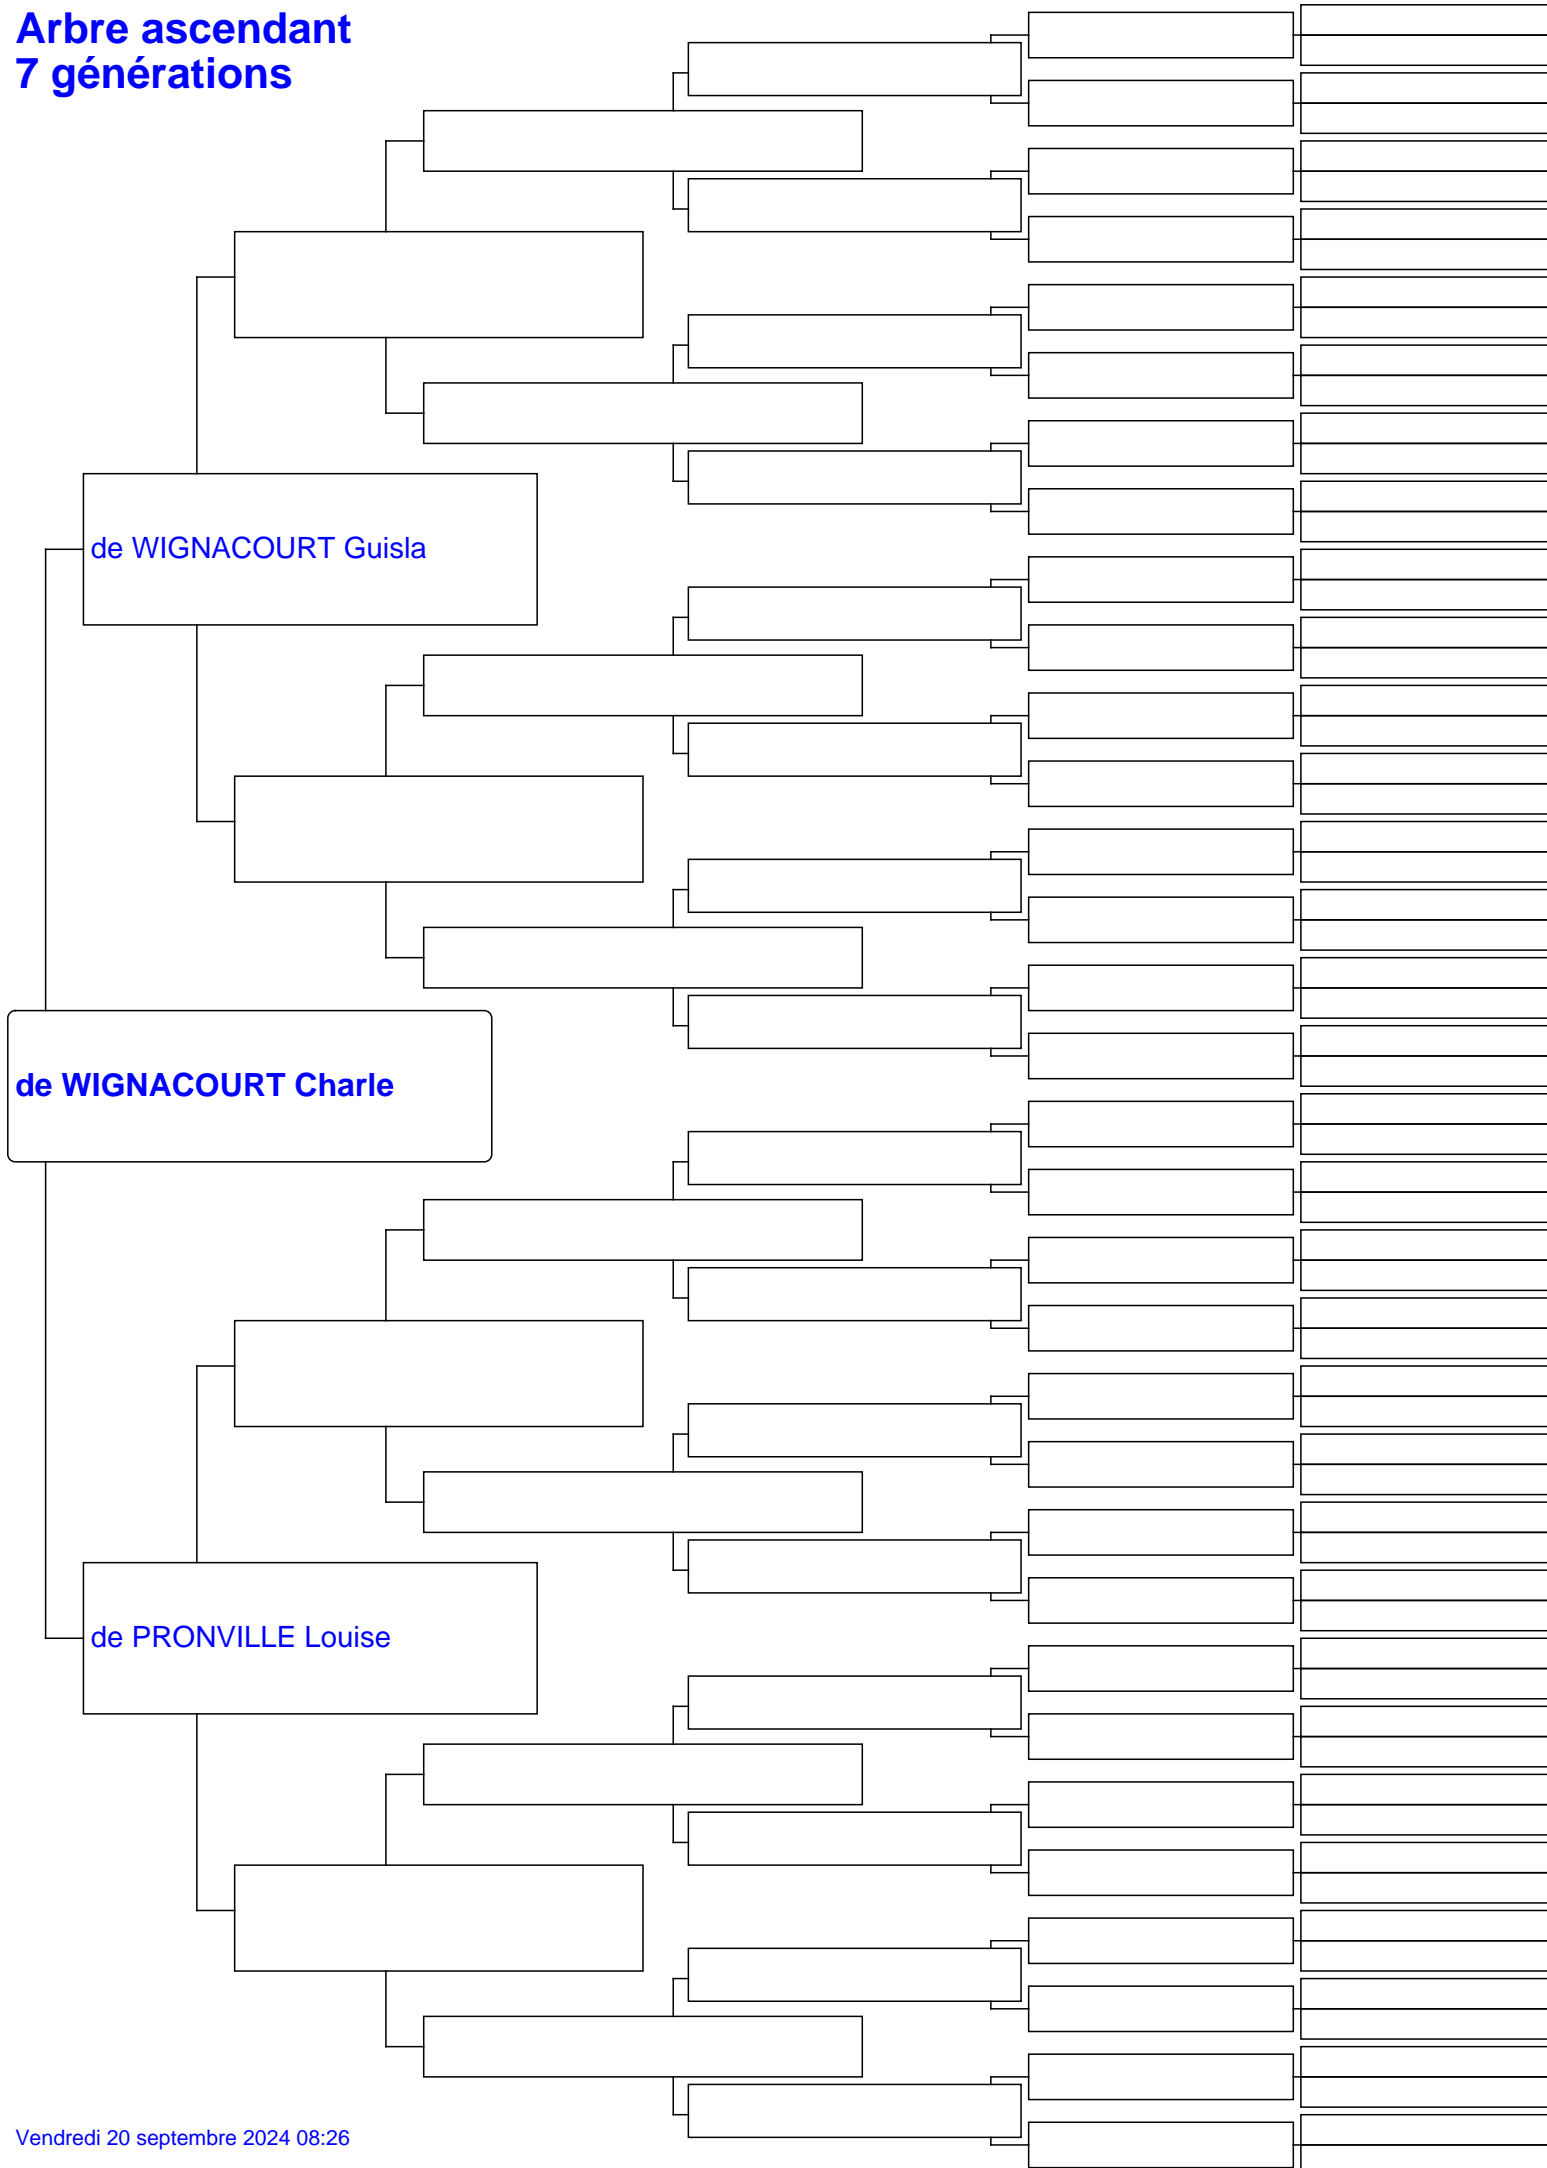 Arbre ascendant
7 générations
de WIGNACOURT Guisla
de WIGNACOURT Charle
de PRONVILLE Louise
Vendredi 20 septembre 2024 08:26